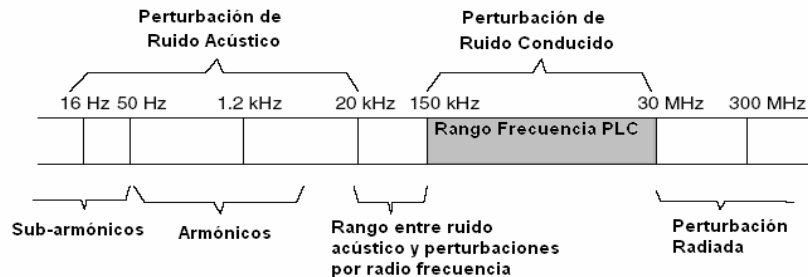 Perturbación de
Ruido Acústico
Perturbación de
Ruido Conducido
16 Hz 50 Hz 1.2 kHz 20 kHz 150 kHz 30 MHz 300 MHz
Rango Frecuencia PLC
Sub-armónicos
Armónicos
Rango entre ruido
acústico y perturbaciones
por radio frecuencia
Perturbación
Radiada